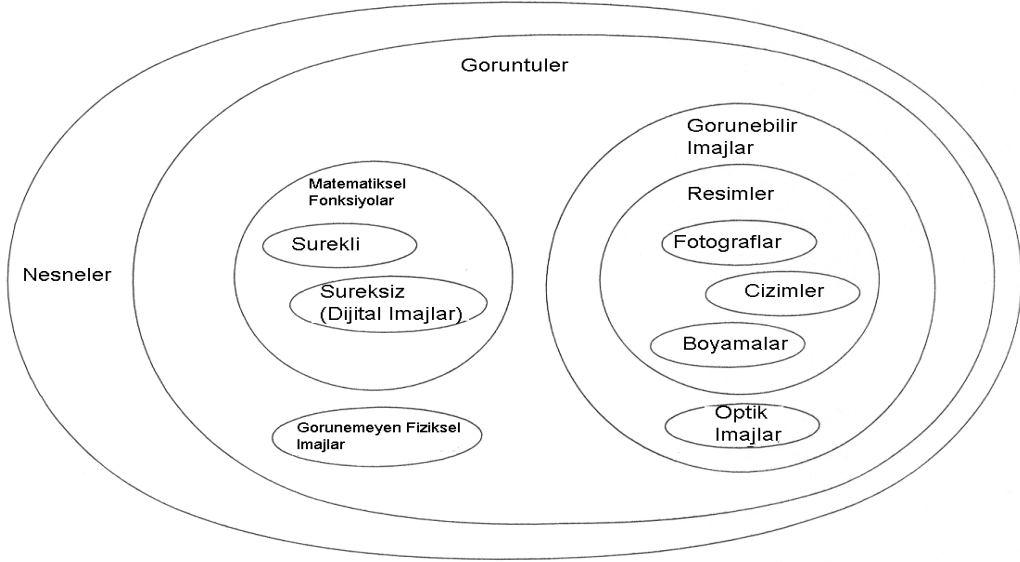 Goruntuler
Gorunebilir
Imajlar
Matematiksel
Fonksiyolar
Resimler
Surekli
Fotograflar
Nesneler
Sureksiz
(Dijital Imajlar)
Cizimler
Boyamalar
Gorunemeyen Fiziksel
Imajlar
Optik
Imajlar